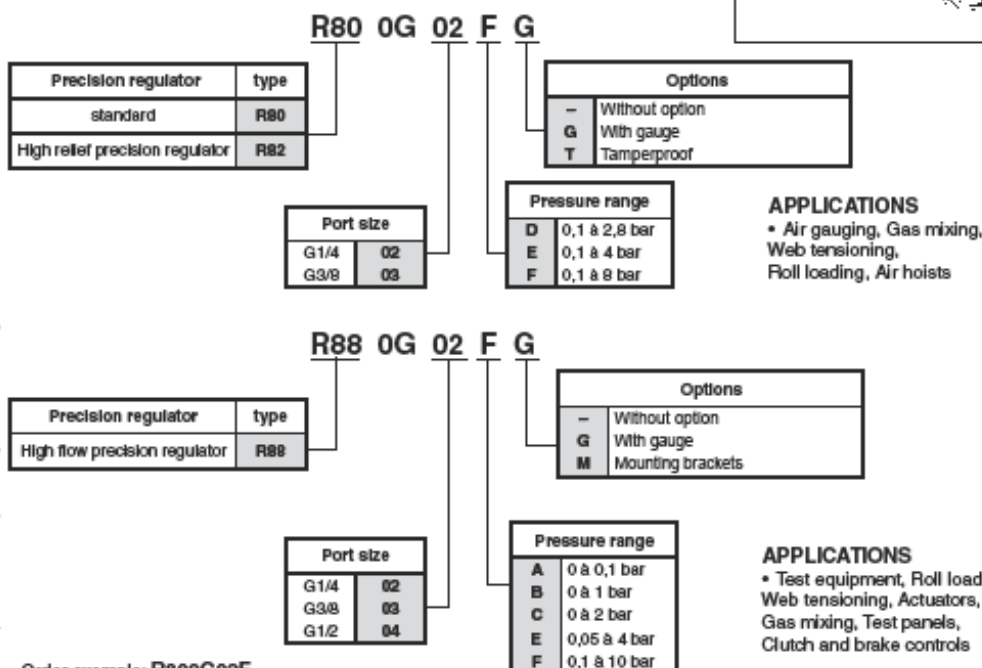 R80 0G 02 F G
Precision regulator type
standard R80
High relief precision regulator R82
Options
– Without option
G With gauge
T Tamperproof
Port size
G1/4 02
G3/8 03
Pressure range
D 0,1 à 2,8 bar
E 0,1 à 4 bar
F 0,1 à 8 bar
APPLICATIONS
• Air gauging, Gas mixing,
Web tensioning,
Roll loading, Air hoists
R88 0G 02 F G
Precision regulator type
High flow precision regulator R88
Options
– Without option
G With gauge
M Mounting brackets
Port size
G1/4 02
G3/8 03
G1/2 04
Pressure range
A 0 à 0,1 bar
B 0 à 1 bar
C 0 à 2 bar
E 0,05 à 4 bar
F 0,1 à 10 bar
APPLICATIONS
• Test equipment, Roll load
Web tensioning, Actuators,
Gas mixing, Test panels,
Clutch and brake controls